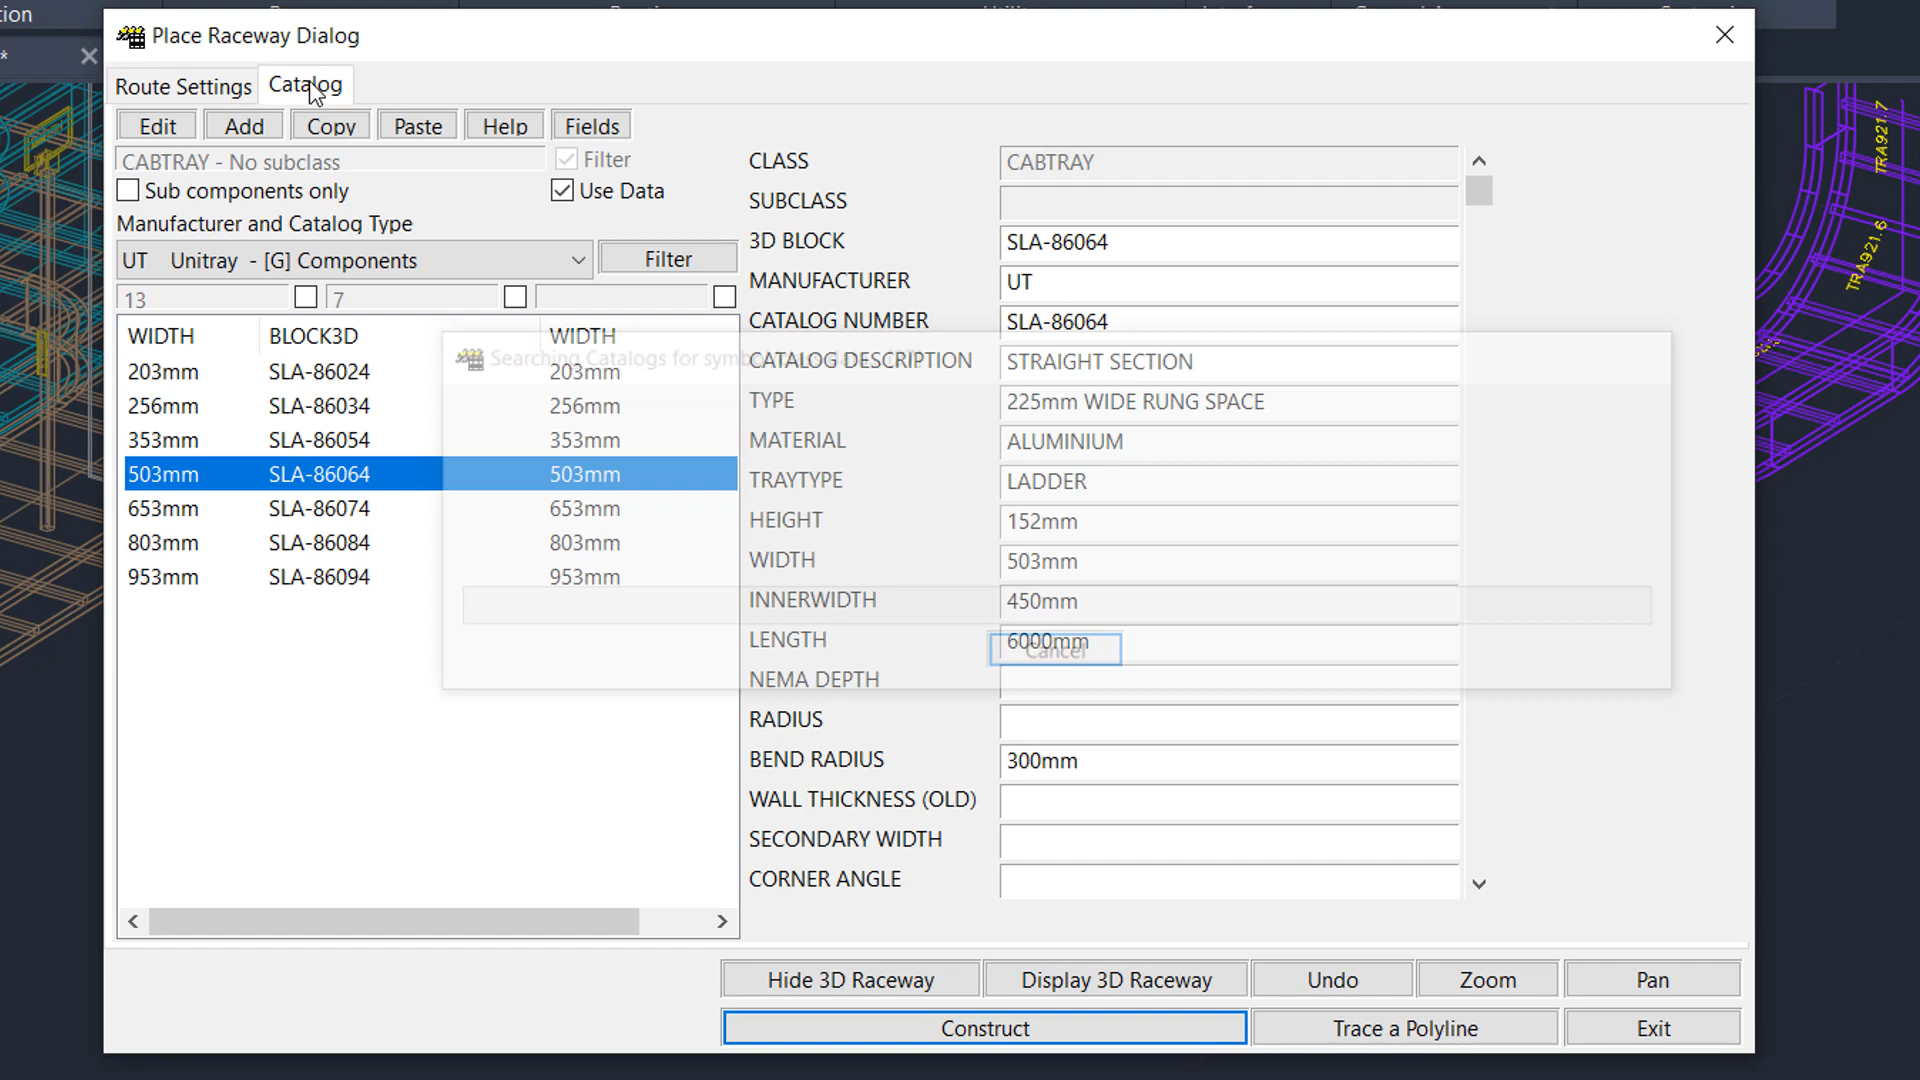 tion
*
Place Raceway Dialog
Route Settings Catalog
Edit Add Copy Paste Help Fields
CABTRAY - No subclass Filter
Sub components only Use Data
Manufacturer and Catalog Type
UT Unitray - [G] Components Filter
13 7
WIDTH BLOCK3D WIDTH
203mm SLA-86024 203mm
256mm SLA-86034 256mm
353mm SLA-86054 353mm
503mm SLA-86064 503mm
653mm SLA-86074 653mm
803mm SLA-86084 803mm
953mm SLA-86094 953mm
Searching Catalogs for
CLASS CABTRAY
SUBCLASS
3D BLOCK SLA-86064
MANUFACTURER UT
CATALOG NUMBER SLA-86064
CATALOG DESCRIPTION STRAIGHT SECTION
TYPE 225mm WIDE RUNG SPACE
MATERIAL ALUMINIUM
TRAYTYPE LADDER
HEIGHT 152mm
WIDTH 503mm
INNERWIDTH 450mm
LENGTH 6000mm
Cancel
NEMA DEPTH
RADIUS
BEND RADIUS 300mm
WALL THICKNESS (OLD)
SECONDARY WIDTH
CORNER ANGLE
Hide 3D Raceway Display 3D Raceway Undo Zoom Pan
Construct Trace a Polyline Exit
TRA921.7
TRA921.6